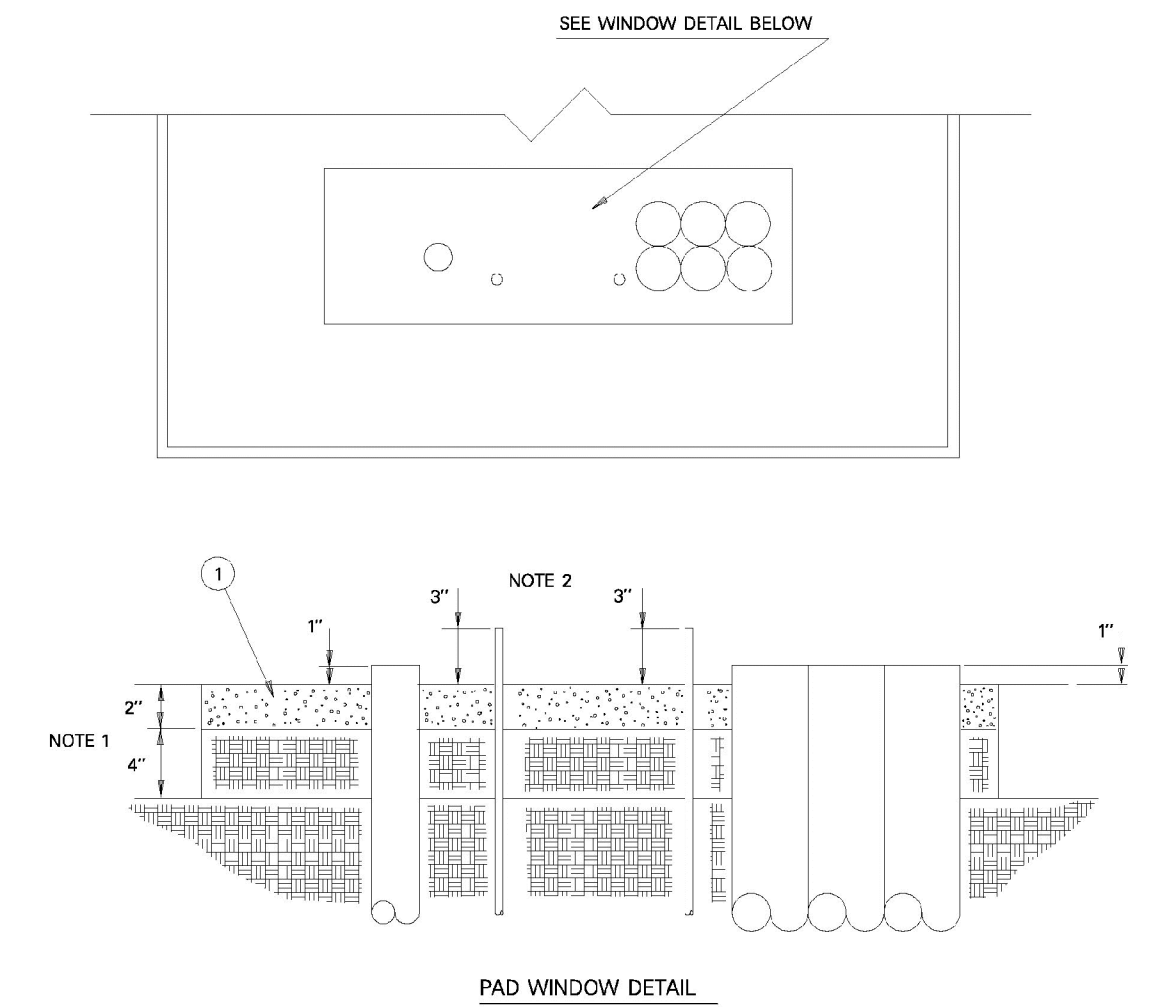 SEE WINDOW DETAIL BELOW
1
NOTE 2
3"
3"
1"
1"
2"
NOTE 1
4"
PAD WINDOW DETAIL